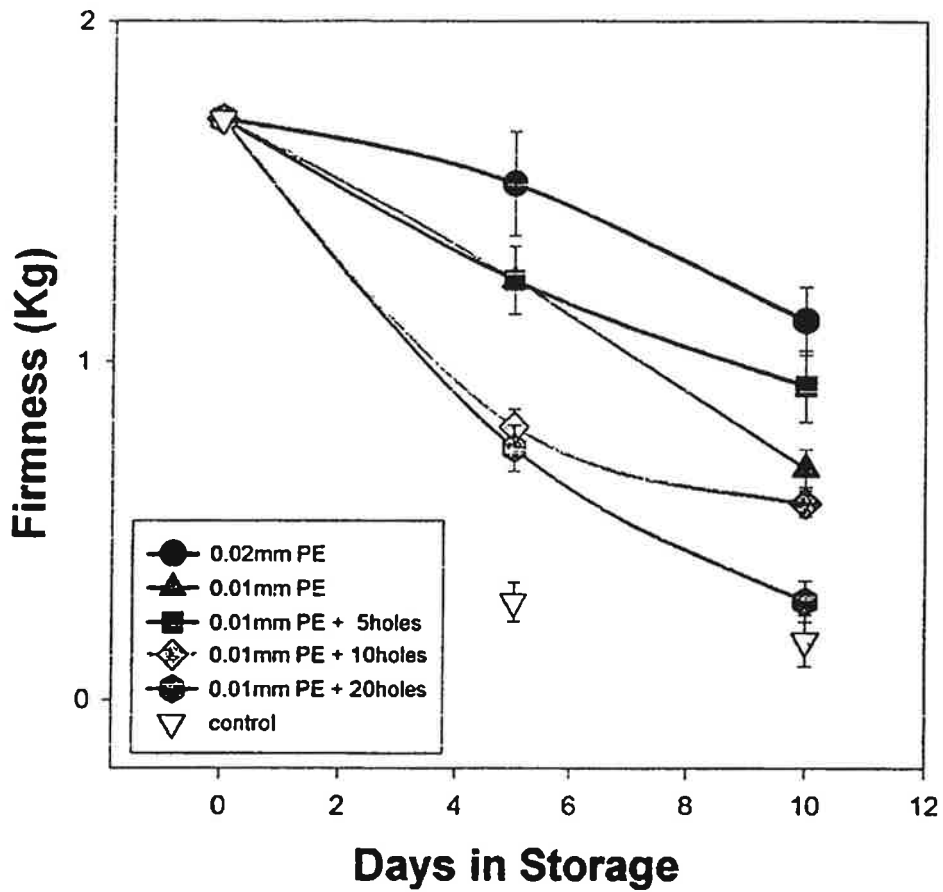 2
1
0
Firmness (Kg)
0.02mm PE
0.01mm PE
0.01mm PE + 5holes
0.01mm PE + 10holes
0.01mm PE + 20holes
control
0 2 4 6 8 10 12
Days in Storage